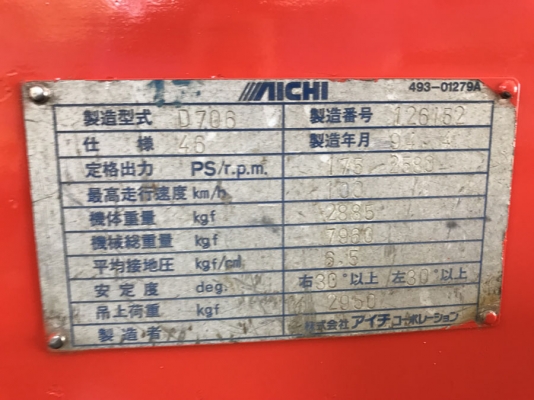 AICHI 493-01279A
製造型式 D706 製造番号 126152
仕様 46 製造年月
定格出力 PS/r.p.m. 175
最高走行速度 km/h 100
機体重量 kgf 2885
機械総重量 kgf 7980
平均接地圧 kgf/c㎡ 6.5
安定度 deg. 右30°以上 左30°以上
吊上荷重 kgf
製造者 株式会社 アイチコーポレーション